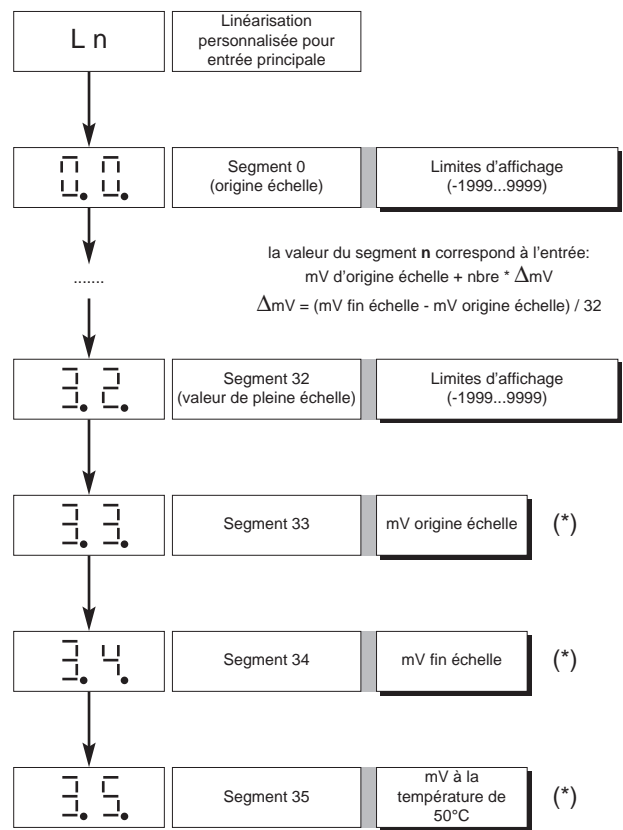 L n
Linéarisation
personnalisée pour
entrée principale
0. 0.
Segment 0
(origine échelle)
Limites d'affichage
(-1999...9999)
.......
la valeur du segment n correspond à l'entrée:
mV d'origine échelle + nbre * ΔmV
ΔmV = (mV fin échelle - mV origine échelle) / 32
3. 2.
Segment 32
(valeur de pleine échelle)
Limites d'affichage
(-1999...9999)
3. 3.
Segment 33
mV origine échelle
(*)
3. 4.
Segment 34
mV fin échelle
(*)
3. 5.
Segment 35
mV à la
température de
50°C
(*)